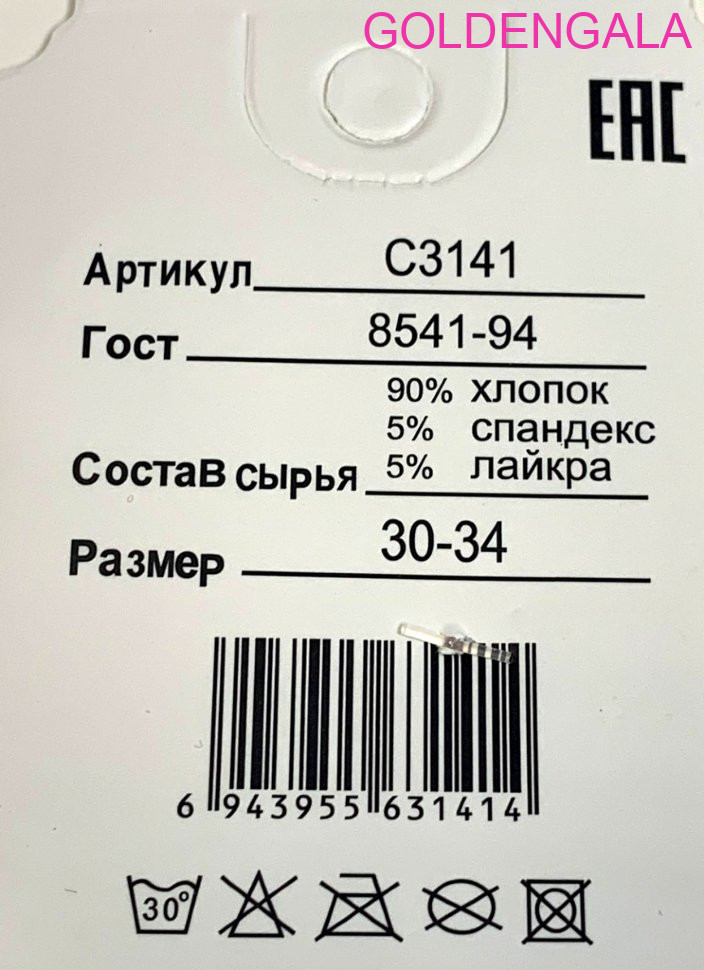 GOLDENGALA
EAC
Артикул C3141
Гост 8541-94
90% хлопок
5% спандекс
Состав сырья 5% лайкра
Размер 30-34
6 943955 631414
30°